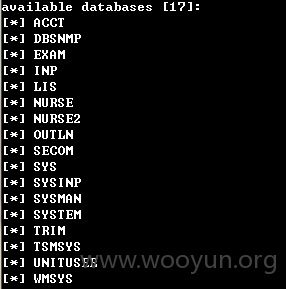 available databases [17]:
[*] ACCT
[*] DBSNMP
[*] EXAM
[*] INP
[*] LIS
[*] NURSE
[*] NURSE2
[*] OUTLN
[*] SECOM
[*] SYS
[*] SYSINP
[*] SYSMAN
[*] SYSTEM
[*] TRIM
[*] TSMSYS
[*] UNITUSER
[*] WMSYS
www.wooyun.org